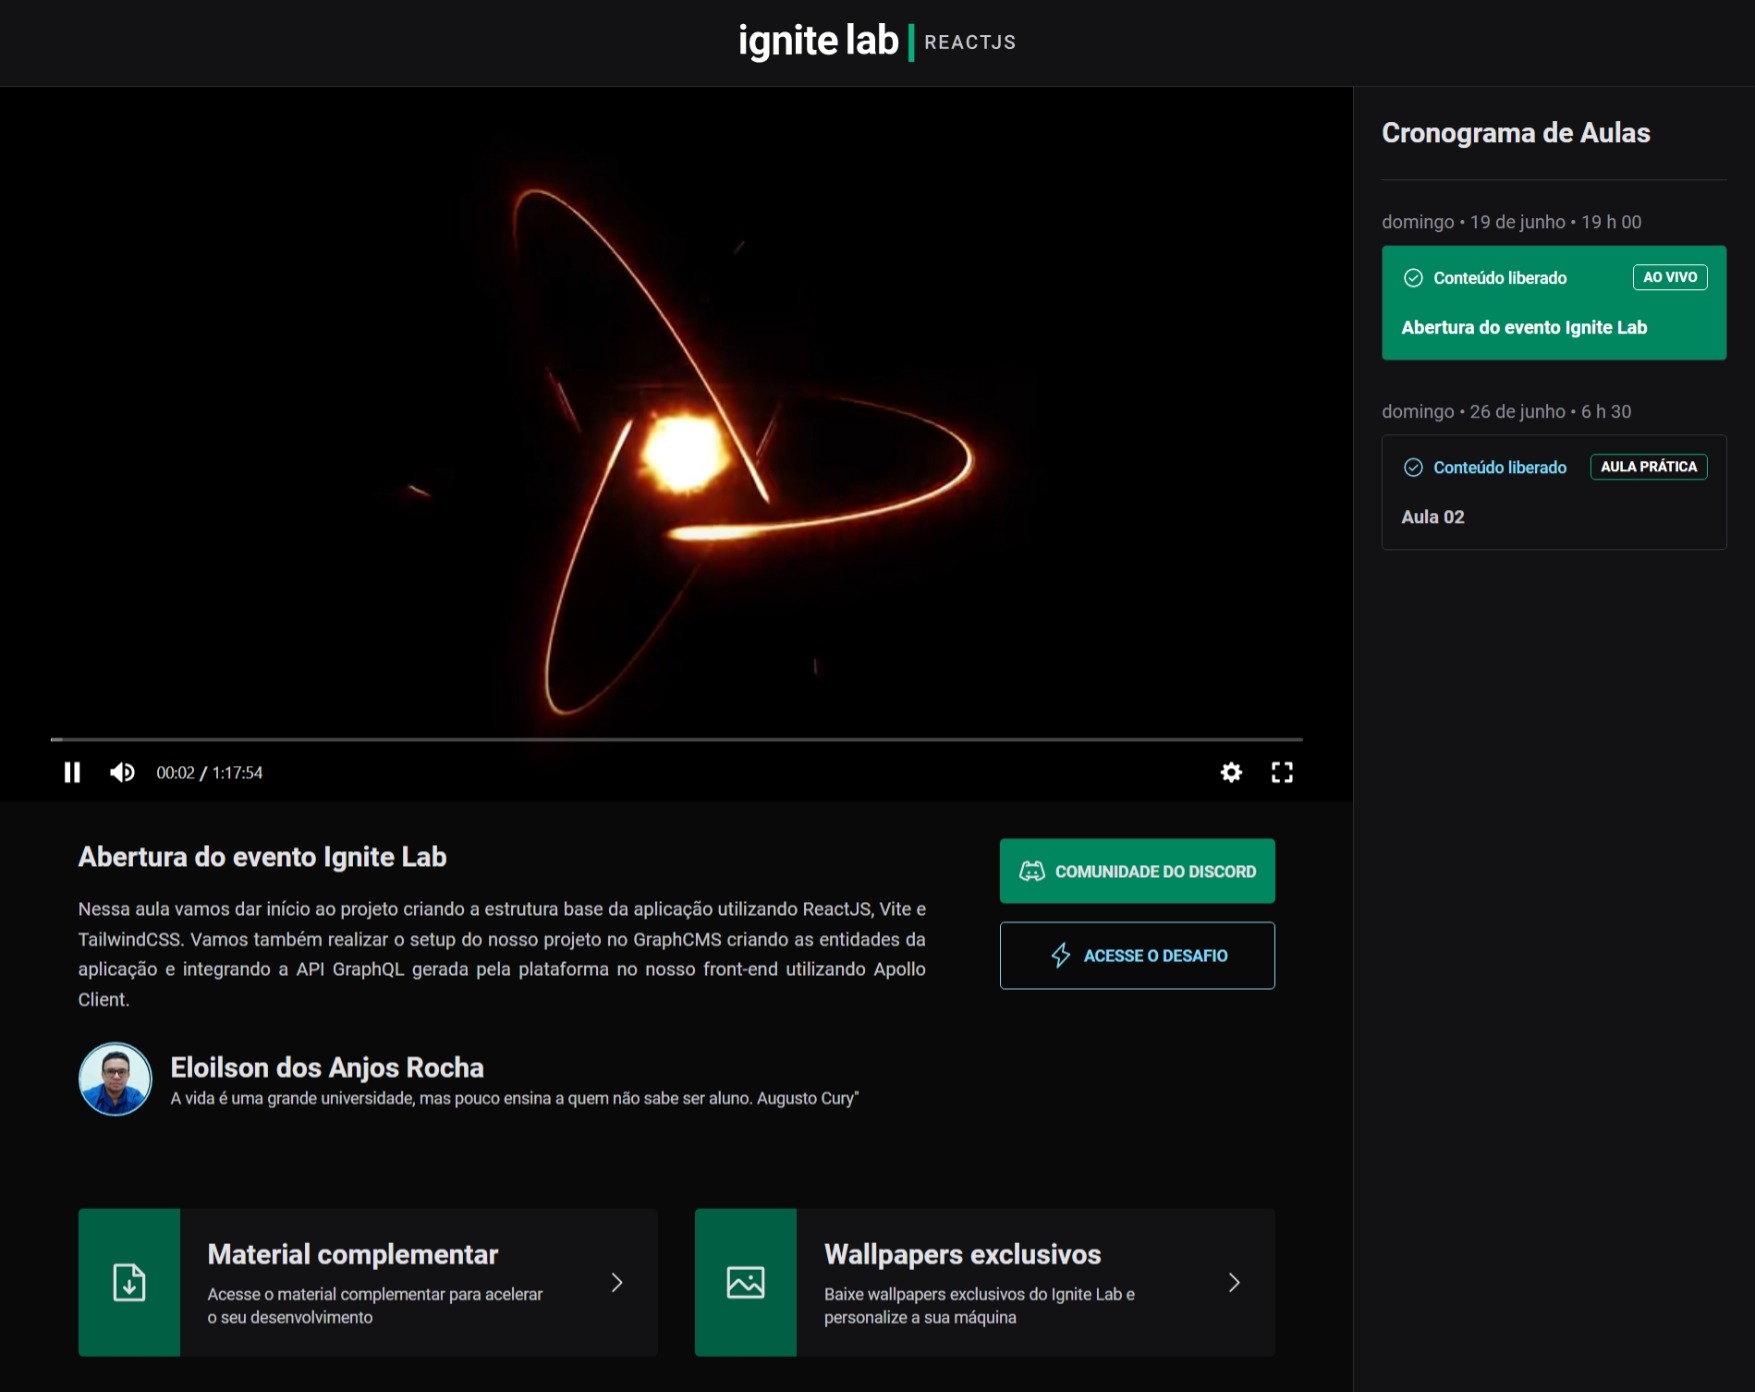 ignite lab | REACTJS
Cronograma de Aulas
domingo • 19 de junho • 19 h 00
Conteúdo liberado
AO VIVO
Abertura do evento Ignite Lab
domingo • 26 de junho • 6 h 30
Conteúdo liberado
AULA PRÁTICA
Aula 02
00:02 / 1:17:54
Abertura do evento Ignite Lab
Nessa aula vamos dar início ao projeto criando a estrutura base da aplicação utilizando ReactJS, Vite e
TailwindCSS. Vamos também realizar o setup do nosso projeto no GraphCMS criando as entidades da
aplicação e integrando a API GraphQL gerada pela plataforma no nosso front-end utilizando Apollo
Client.
COMUNIDADE DO DISCORD
ACESSE O DESAFIO
Eloilson dos Anjos Rocha
A vida é uma grande universidade, mas pouco ensina a quem não sabe ser aluno. Augusto Cury"
Material complementar
Acesse o material complementar para acelerar
o seu desenvolvimento
Wallpapers exclusivos
Baixe wallpapers exclusivos do Ignite Lab e
personalize a sua máquina